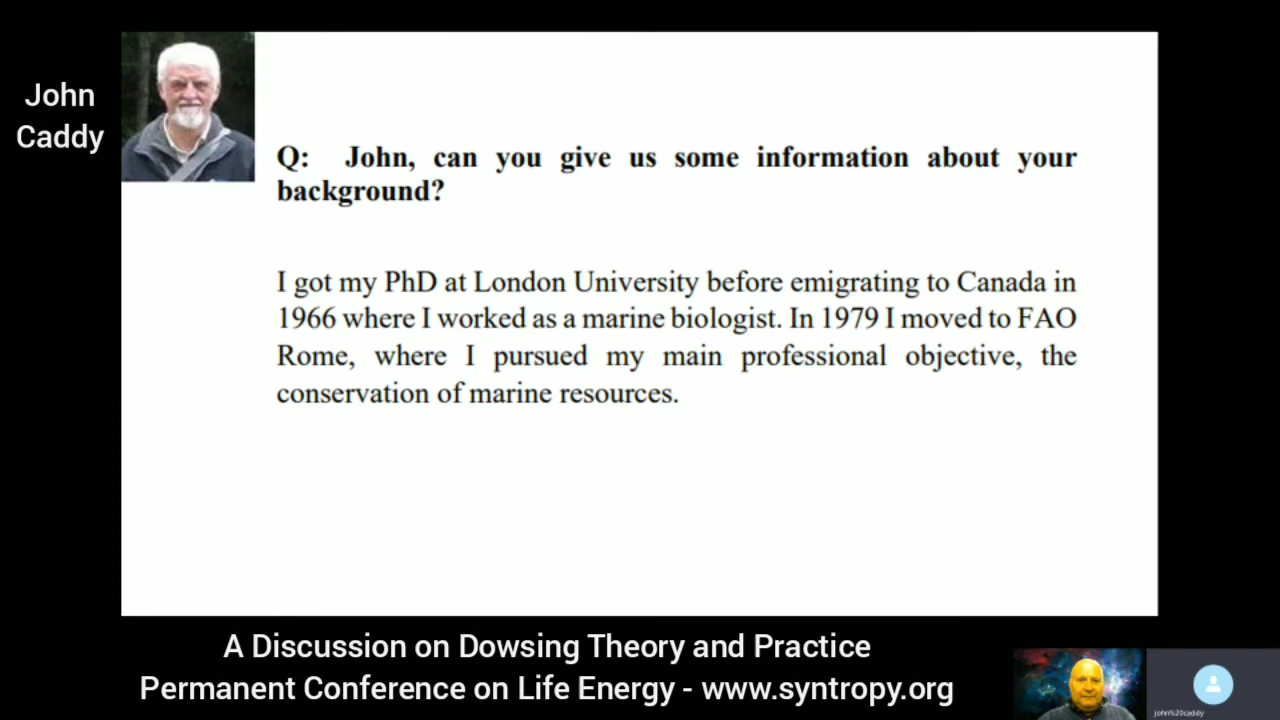 John
Caddy
Q: John, can you give us some information about your
background?
I got my PhD at London University before emigrating to Canada in
1966 where I worked as a marine biologist. In 1979 I moved to FAO
Rome, where I pursued my main professional objective, the
conservation of marine resources.
A Discussion on Dowsing Theory and Practice
Permanent Conference on Life Energy - www.syntropy.org
john%20caddy